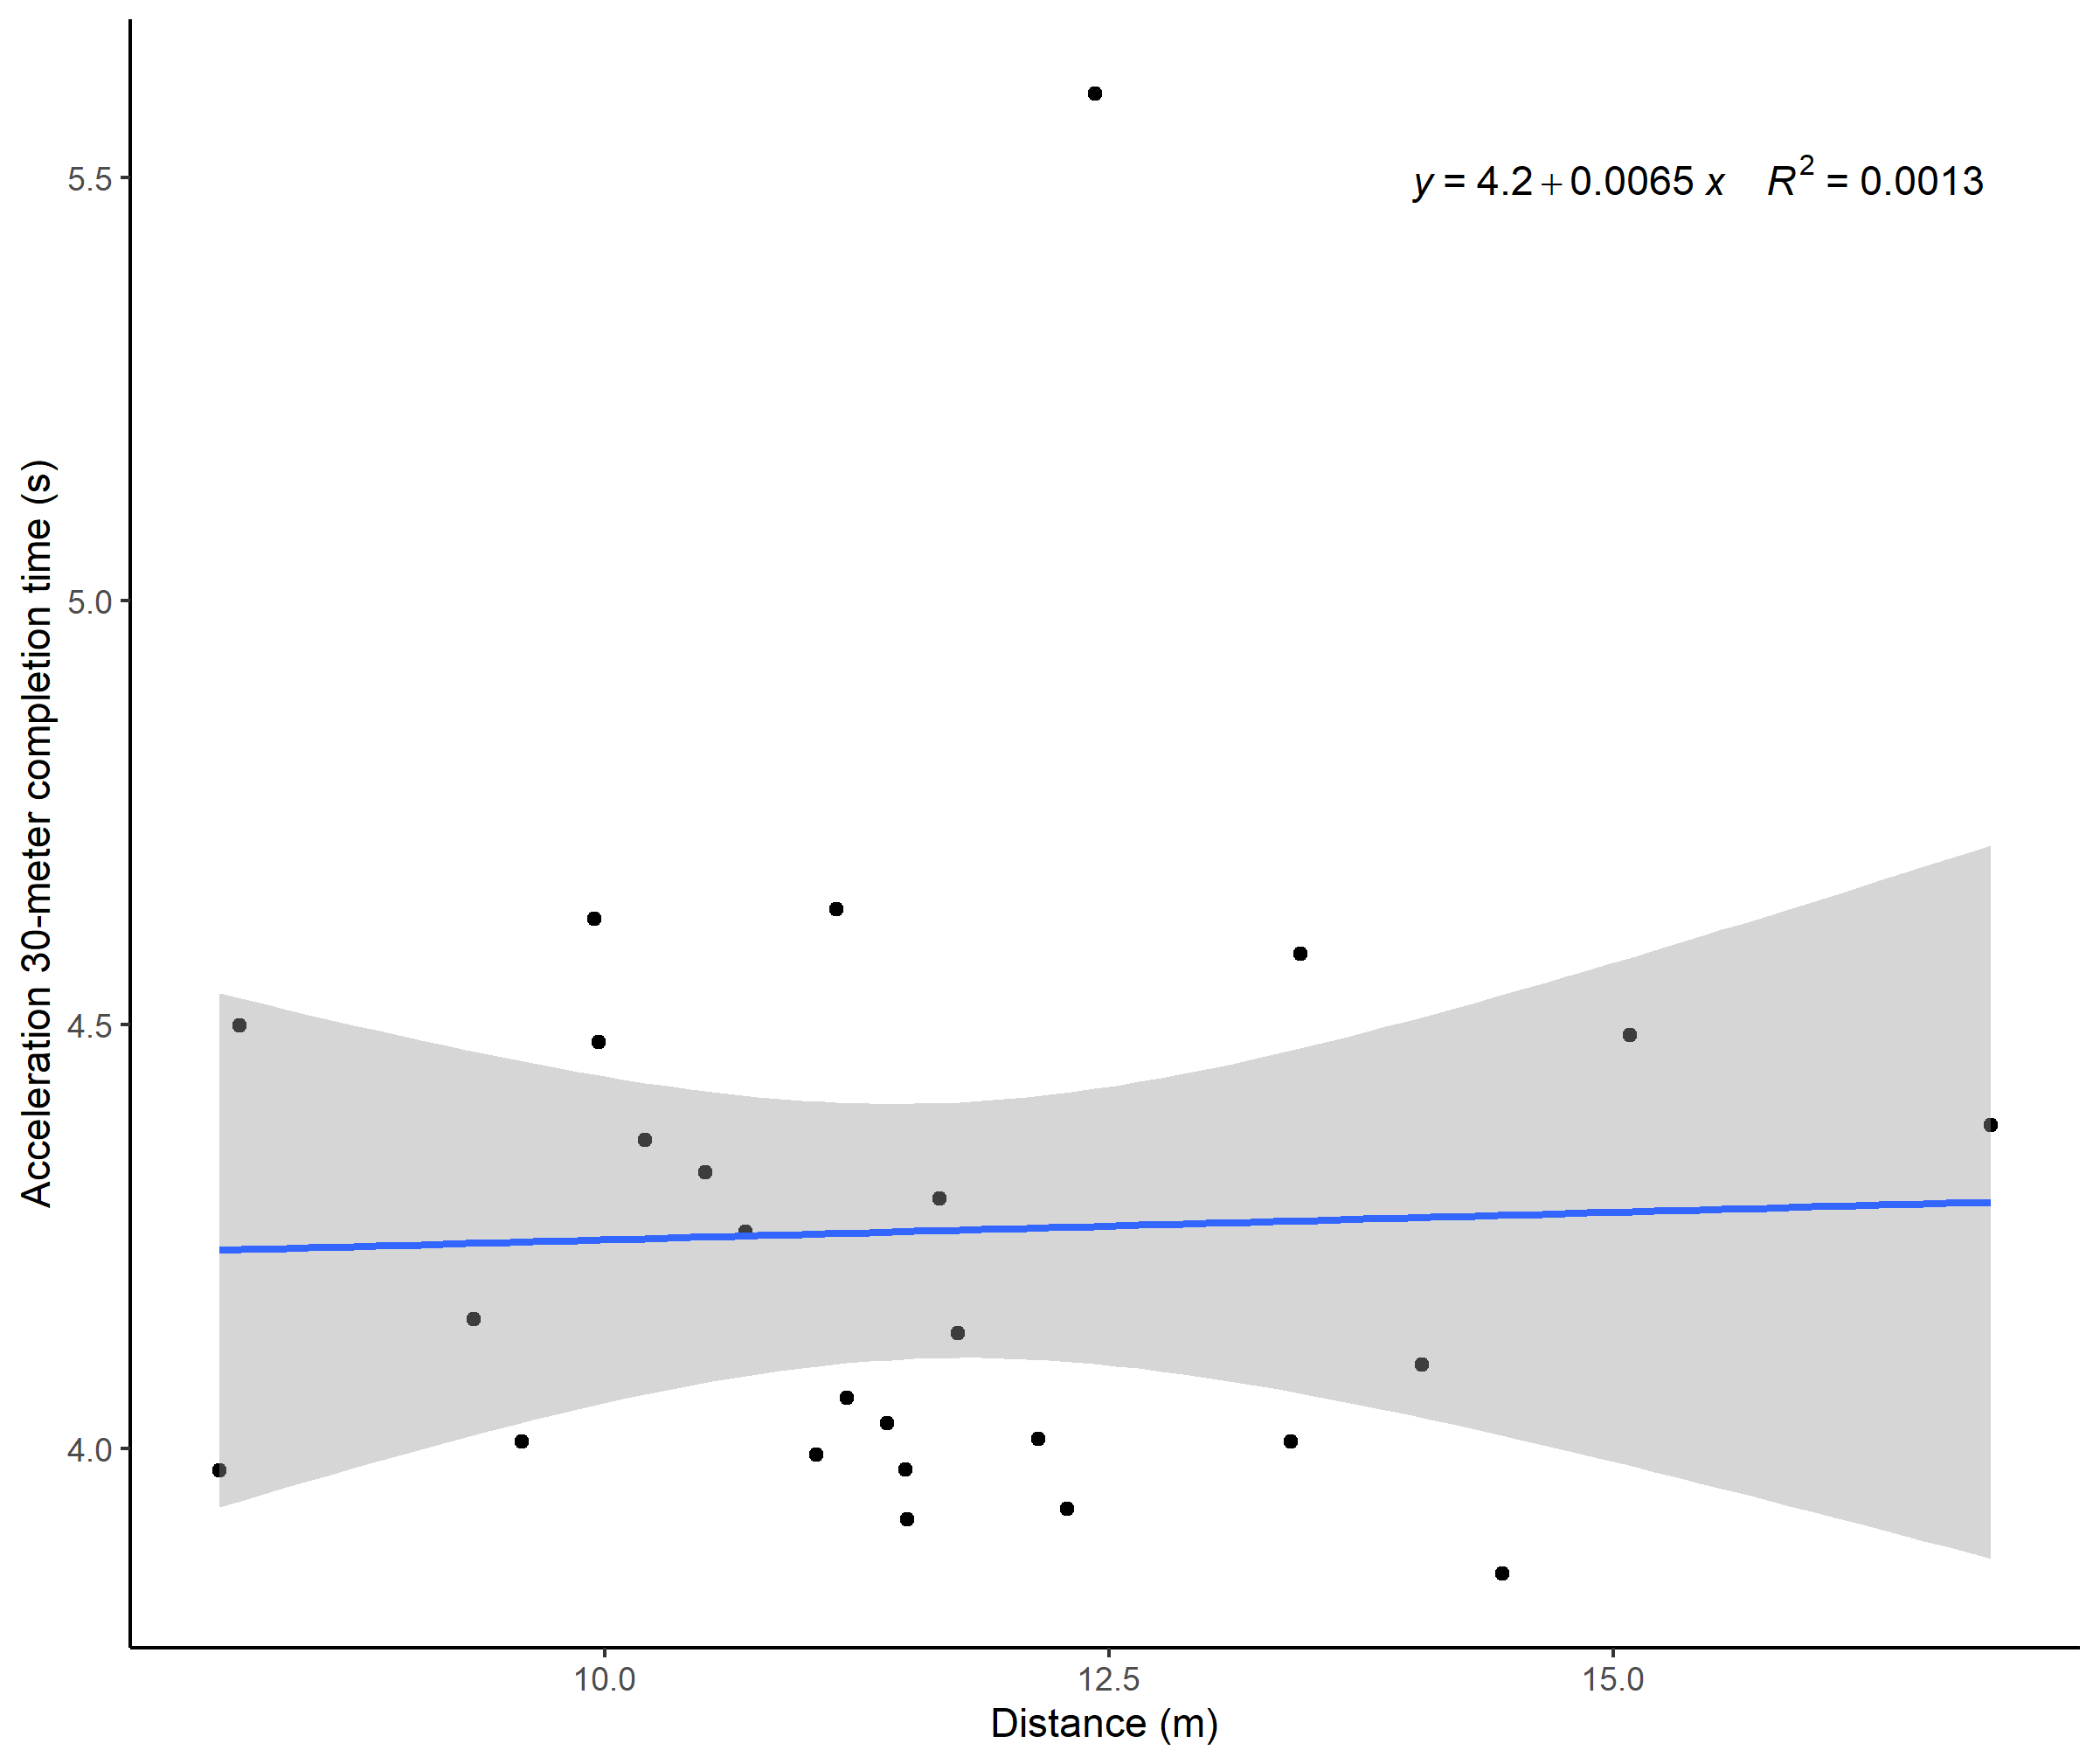 y = 4.2 + 0.0065 x R² = 0.0013
5.5
5.0
4.5
4.0
Acceleration 30-meter completion time (s)
10.0 12.5 15.0
Distance (m)